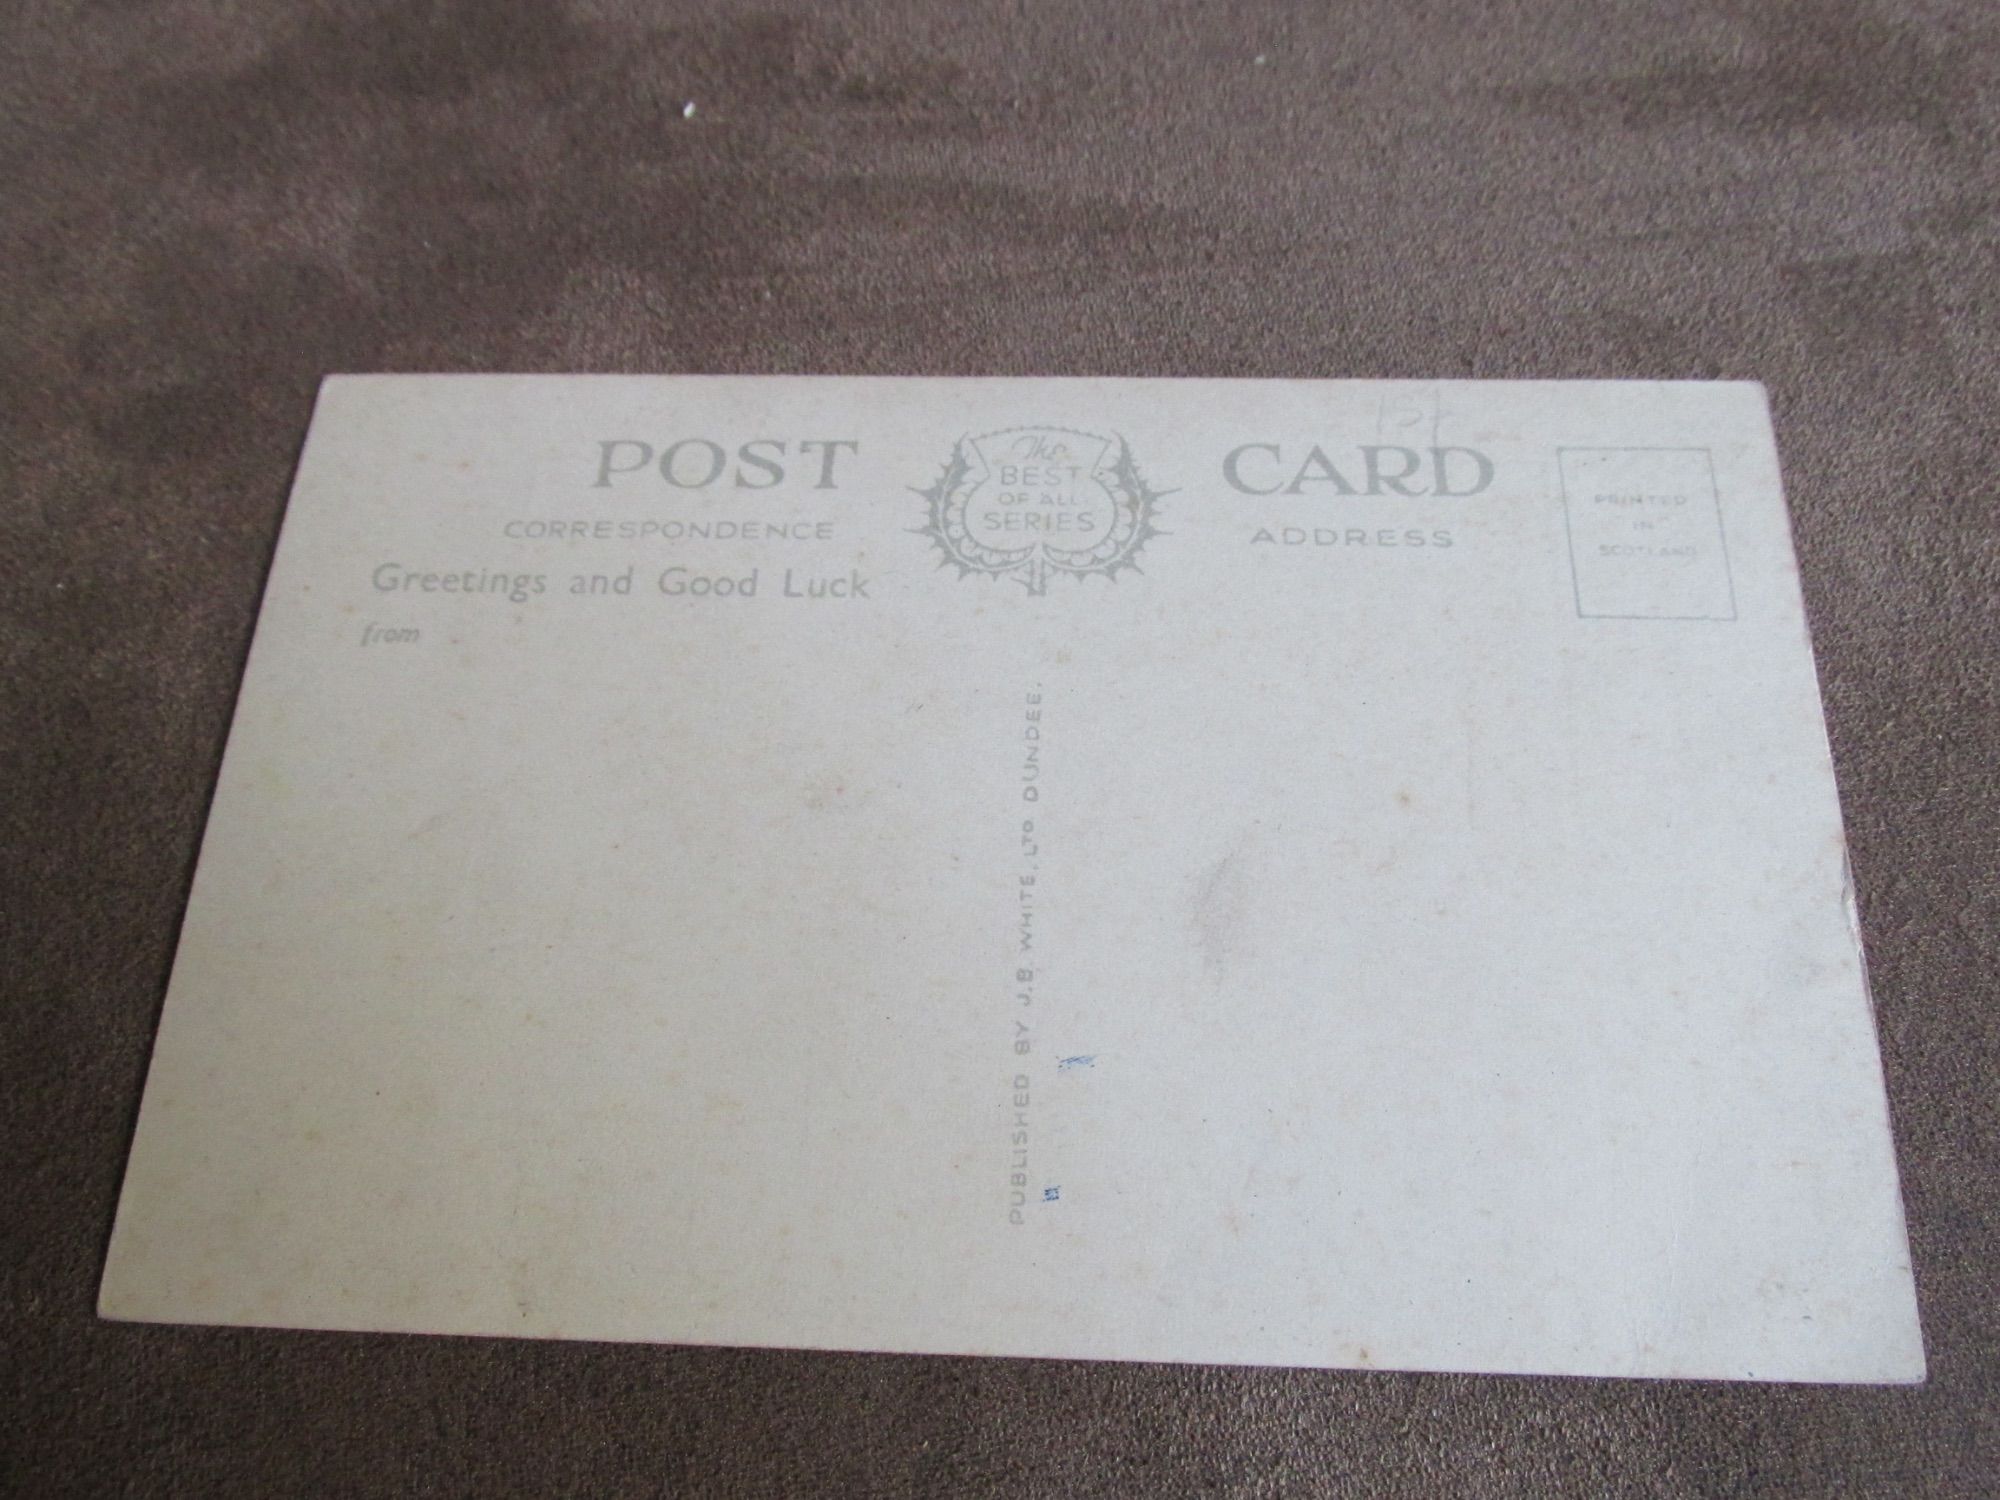 POST CARD
The
BEST
OF ALL
SERIES
CORRESPONDENCE
ADDRESS
PRINTED
IN
SCOTLAND
Greetings and Good Luck
from
PUBLISHED BY J.B. WHITE, LTD DUNDEE.